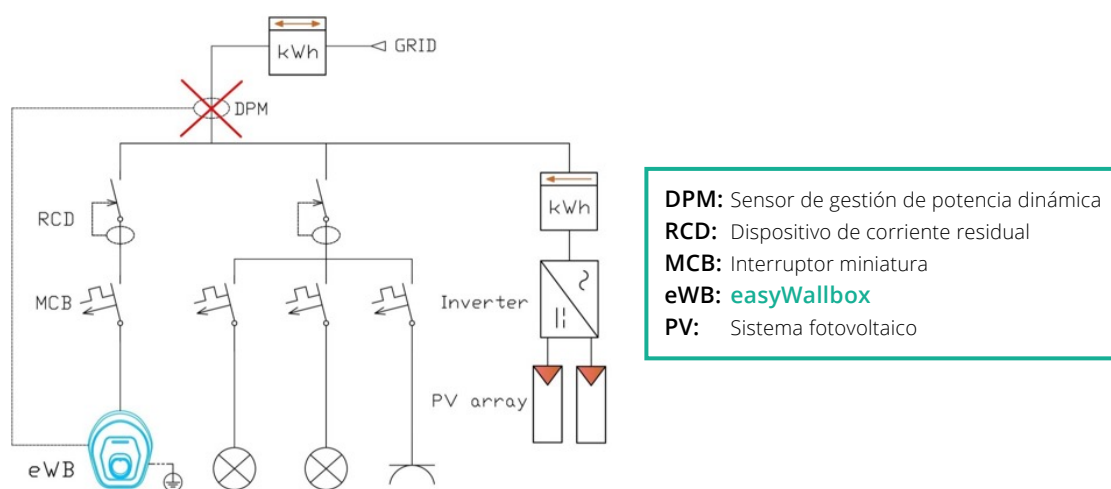 kWh
GRID
DPM
RCD
kWh
MCB
Inverter
PV array
eWB
DPM: Sensor de gestión de potencia dinámica
RCD: Dispositivo de corriente residual
MCB: Interruptor miniatura
eWB: easyWallbox
PV: Sistema fotovoltaico